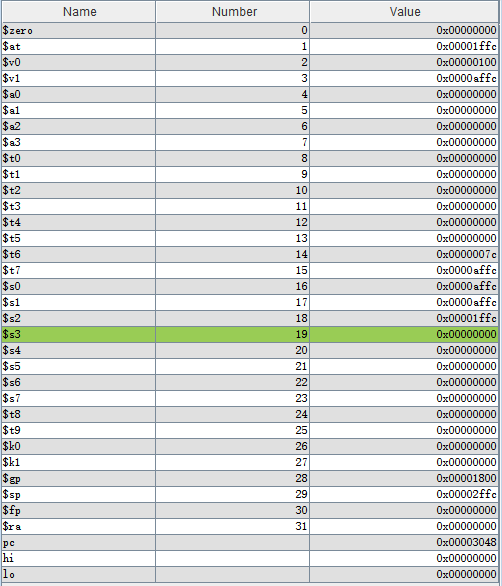 Name Number Value
$zero 0 0x00000000
$at 1 0x00001ffc
$v0 2 0x00000100
$v1 3 0x0000affc
$a0 4 0x00000000
$a1 5 0x00000000
$a2 6 0x00000000
$a3 7 0x00000000
$t0 8 0x00000000
$t1 9 0x00000000
$t2 10 0x00000000
$t3 11 0x00000000
$t4 12 0x00000000
$t5 13 0x00000000
$t6 14 0x0000007c
$t7 15 0x0000affc
$s0 16 0x0000affc
$s1 17 0x0000affc
$s2 18 0x00001ffc
$s3 19 0x00000000
$s4 20 0x00000000
$s5 21 0x00000000
$s6 22 0x00000000
$s7 23 0x00000000
$t8 24 0x00000000
$t9 25 0x00000000
$k0 26 0x00000000
$k1 27 0x00000000
$gp 28 0x00001800
$sp 29 0x00002ffc
$fp 30 0x00000000
$ra 31 0x00000000
pc 0x00003048
hi 0x00000000
lo 0x00000000